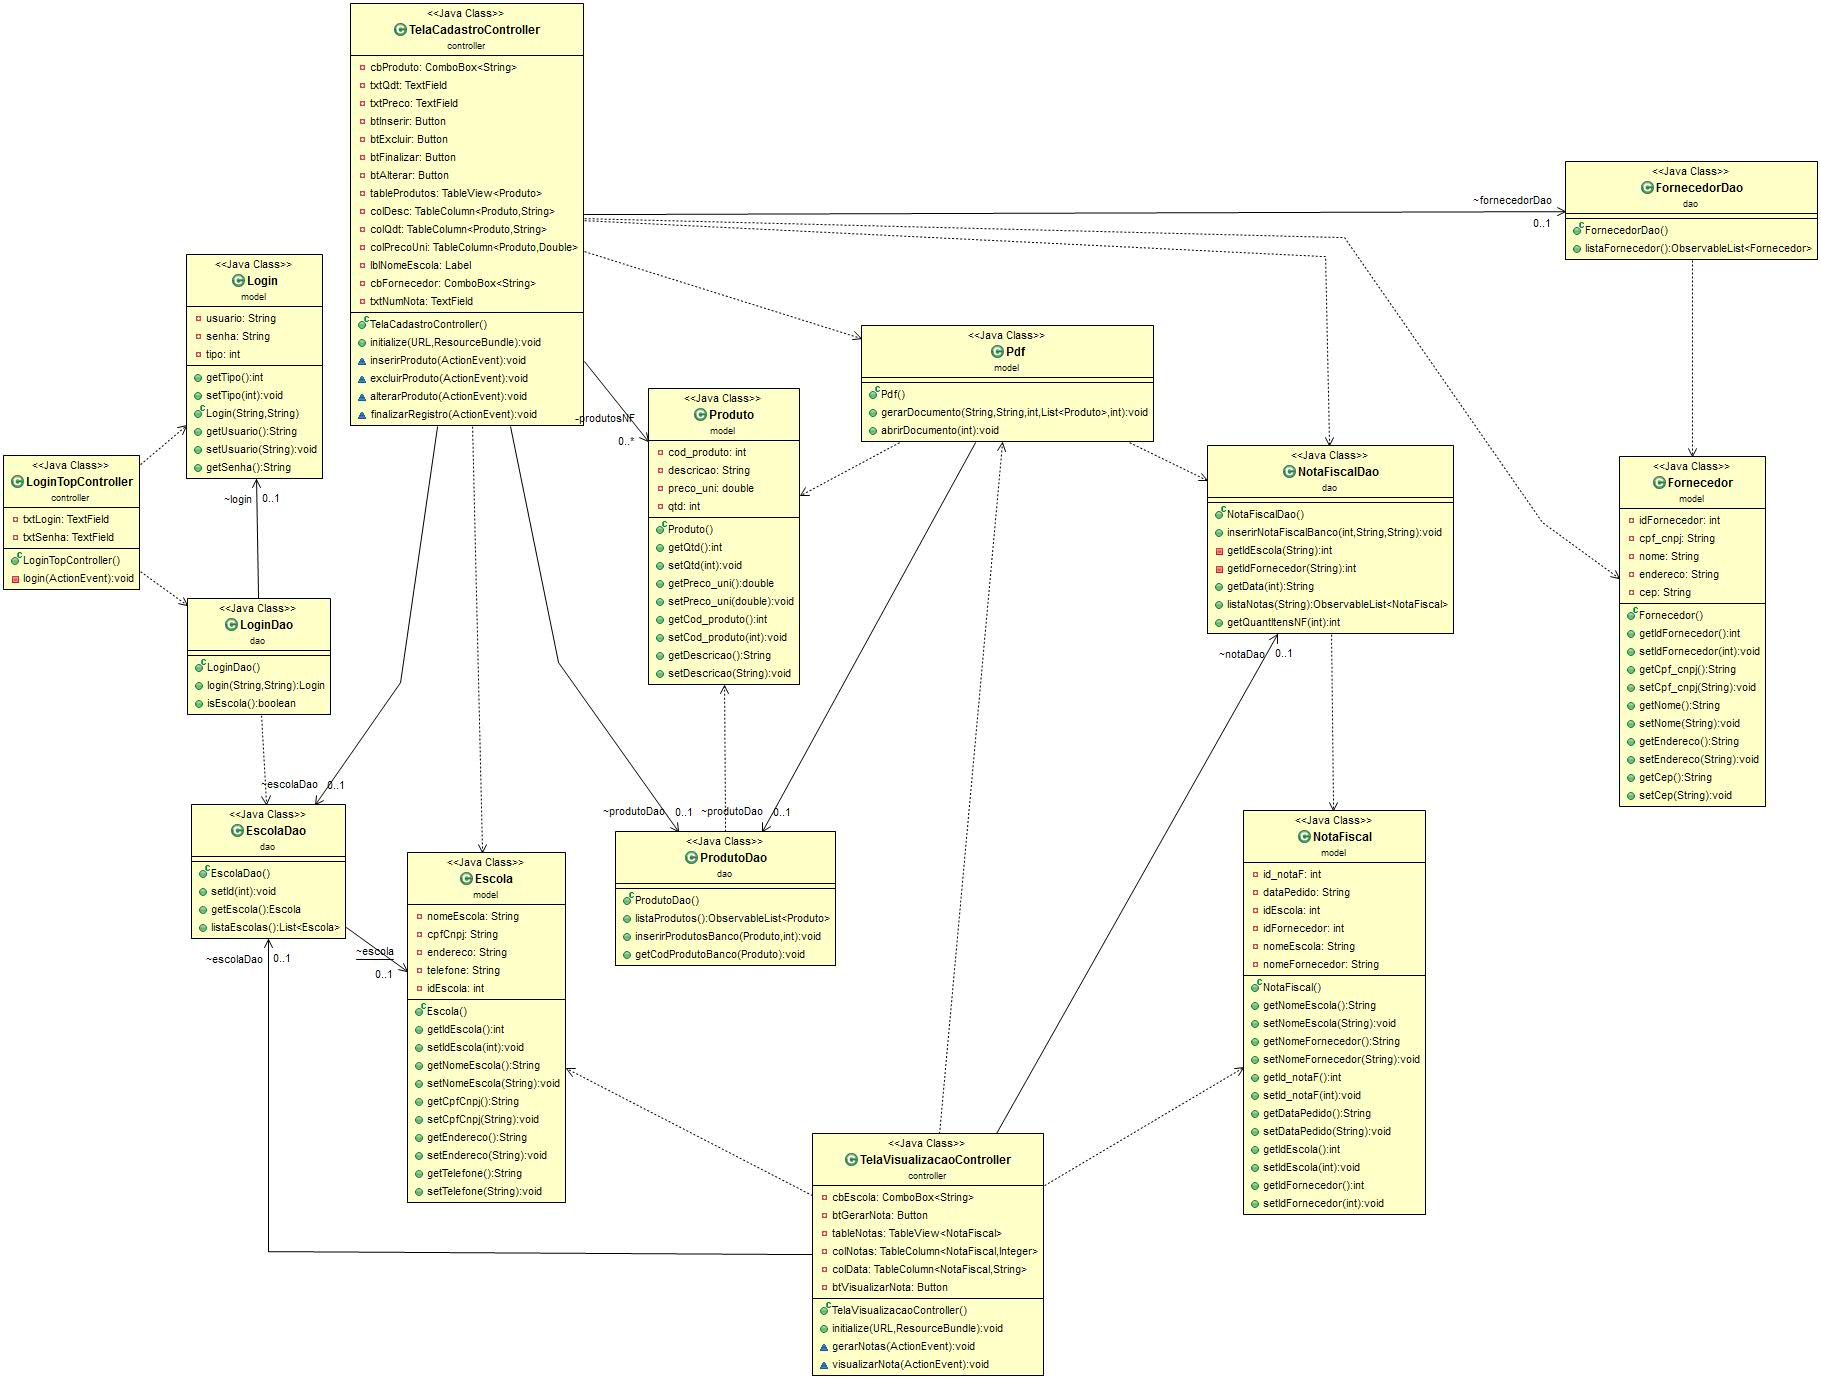 <<Java Class>>
TelaCadastroController
controller
cbProduto: ComboBox<String>
txtQdt: TextField
txtPreco: TextField
btInserir: Button
btExcluir: Button
btFinalizar: Button
btAlterar: Button
tableProdutos: TableView<Produto>
colDesc: TableColumn<Produto,String>
colQdt: TableColumn<Produto,String>
colPrecoUni: TableColumn<Produto,Double>
lblNomeEscola: Label
cbFornecedor: ComboBox<String>
txtNumNota: TextField
TelaCadastroController()
initialize(URL,ResourceBundle):void
inserirProduto(ActionEvent):void
excluirProduto(ActionEvent):void
alterarProduto(ActionEvent):void
finalizarRegistro(ActionEvent):void
~fornecedorDao
0..1
<<Java Class>>
FornecedorDao
dao
FornecedorDao()
listaFornecedor():ObservableList<Fornecedor>
<<Java Class>>
Login
model
usuario: String
senha: String
tipo: int
getTipo():int
setTipo(int):void
Login(String,String)
getUsuario():String
setUsuario(String):void
getSenha():String
~login
0..1
<<Java Class>>
LoginTopController
controller
txtLogin: TextField
txtSenha: TextField
LoginTopController()
login(ActionEvent):void
<<Java Class>>
LoginDao
dao
LoginDao()
login(String,String):Login
isEscola():boolean
~produtosNF
0..*
<<Java Class>>
Produto
model
cod_produto: int
descricao: String
preco_uni: double
qtd: int
Produto()
getQtd():int
setQtd(int):void
getPreco_uni():double
setPreco_uni(double):void
getCod_produto():int
setCod_produto(int):void
getDescricao():String
setDescricao(String):void
<<Java Class>>
Pdf
model
Pdf()
gerarDocumento(String,String,int,List<Produto>,int):void
abrirDocumento(int):void
<<Java Class>>
NotaFiscalDao
dao
NotaFiscalDao()
inserirNotaFiscalBanco(int,String,String):void
getIdEscola(String):int
getIdFornecedor(String):int
getData(int):String
listaNotas(String):ObservableList<NotaFiscal>
getQuantItensNF(int):int
~notaDao
0..1
<<Java Class>>
Fornecedor
model
idFornecedor: int
cpf_cnpj: String
nome: String
endereco: String
cep: String
Fornecedor()
getIdFornecedor():int
setIdFornecedor(int):void
getCpf_cnpj():String
setCpf_cnpj(String):void
getNome():String
setNome(String):void
getEndereco():String
setEndereco(String):void
getCep():String
setCep(String):void
~escolaDao
0..1
<<Java Class>>
EscolaDao
dao
EscolaDao()
setId(int):void
getEscola():Escola
listaEscolas():List<Escola>
~escolaDao
0..1
~escola
0..1
<<Java Class>>
Escola
model
nomeEscola: String
cpfCnpj: String
endereco: String
telefone: String
idEscola: int
Escola()
getIdEscola():int
setIdEscola(int):void
getNomeEscola():String
setNomeEscola(String):void
getCpfCnpj():String
setCpfCnpj(String):void
getEndereco():String
setEndereco(String):void
getTelefone():String
setTelefone(String):void
~produtoDao
0..1
~produtoDao
0..1
<<Java Class>>
ProdutoDao
dao
ProdutoDao()
listaProdutos():ObservableList<Produto>
inserirProdutosBanco(Produto,int):void
getCodProdutoBanco(Produto):void
<<Java Class>>
NotaFiscal
model
id_notaF: int
dataPedido: String
idEscola: int
idFornecedor: int
nomeEscola: String
nomeFornecedor: String
NotaFiscal()
getNomeEscola():String
setNomeEscola(String):void
getNomeFornecedor():String
setNomeFornecedor(String):void
getId_notaF():int
setId_notaF(int):void
getDataPedido():String
setDataPedido(String):void
getIdEscola():int
setIdEscola(int):void
getIdFornecedor():int
setIdFornecedor(int):void
<<Java Class>>
TelaVisualizacaoController
controller
cbEscola: ComboBox<String>
btGerarNota: Button
tableNotas: TableView<NotaFiscal>
colNotas: TableColumn<NotaFiscal,Integer>
colData: TableColumn<NotaFiscal,String>
btVisualizarNota: Button
TelaVisualizacaoController()
initialize(URL,ResourceBundle):void
gerarNotas(ActionEvent):void
visualizarNota(ActionEvent):void